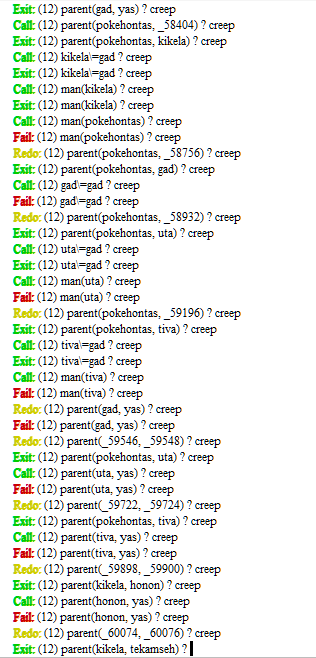 Exit: (12) parent(gad, yas) ? creep
Call: (12) parent(pokehontas, _58404) ? creep
Exit: (12) parent(pokehontas, kikela) ? creep
Call: (12) kikela\=gad ? creep
Exit: (12) kikela\=gad ? creep
Call: (12) man(kikela) ? creep
Exit: (12) man(kikela) ? creep
Call: (12) man(pokehontas) ? creep
Fail: (12) man(pokehontas) ? creep
Redo: (12) parent(pokehontas, _58756) ? creep
Exit: (12) parent(pokehontas, gad) ? creep
Call: (12) gad\=gad ? creep
Fail: (12) gad\=gad ? creep
Redo: (12) parent(pokehontas, _58932) ? creep
Exit: (12) parent(pokehontas, uta) ? creep
Call: (12) uta\=gad ? creep
Exit: (12) uta\=gad ? creep
Call: (12) man(uta) ? creep
Fail: (12) man(uta) ? creep
Redo: (12) parent(pokehontas, _59196) ? creep
Exit: (12) parent(pokehontas, tiva) ? creep
Call: (12) tiva\=gad ? creep
Exit: (12) tiva\=gad ? creep
Call: (12) man(tiva) ? creep
Fail: (12) man(tiva) ? creep
Redo: (12) parent(gad, yas) ? creep
Fail: (12) parent(gad, yas) ? creep
Redo: (12) parent(_59546, _59548) ? creep
Exit: (12) parent(pokehontas, uta) ? creep
Call: (12) parent(uta, yas) ? creep
Fail: (12) parent(uta, yas) ? creep
Redo: (12) parent(_59722, _59724) ? creep
Exit: (12) parent(pokehontas, tiva) ? creep
Call: (12) parent(tiva, yas) ? creep
Fail: (12) parent(tiva, yas) ? creep
Redo: (12) parent(_59898, _59900) ? creep
Exit: (12) parent(kikela, honon) ? creep
Call: (12) parent(honon, yas) ? creep
Fail: (12) parent(honon, yas) ? creep
Redo: (12) parent(_60074, _60076) ? creep
Exit: (12) parent(kikela, tekamseh) ?